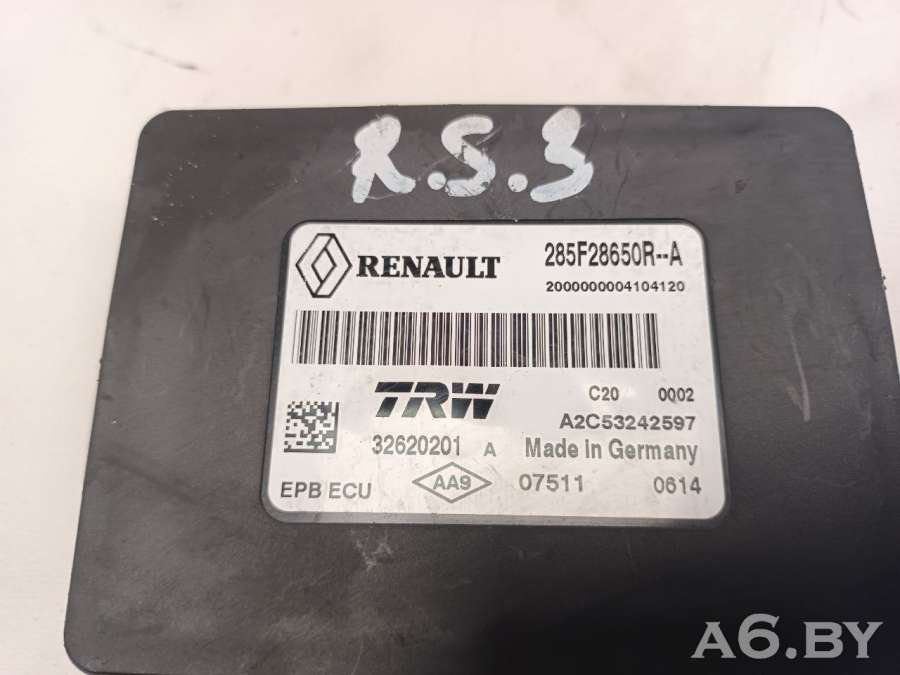 R.S.3
RENAULT 285F28650R--A
2000000004104120
TRW C20 0002
A2C53242597
32620201 A Made in Germany
EPB ECU AA9 07511 0614
A6.BY